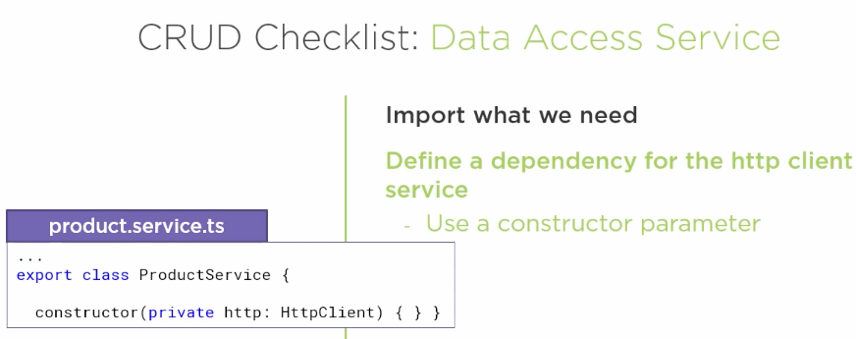 CRUD Checklist: Data Access Service
Import what we need
Define a dependency for the http client
service
- Use a constructor parameter
product.service.ts
...
export class ProductService {
constructor(private http: HttpClient) { } }